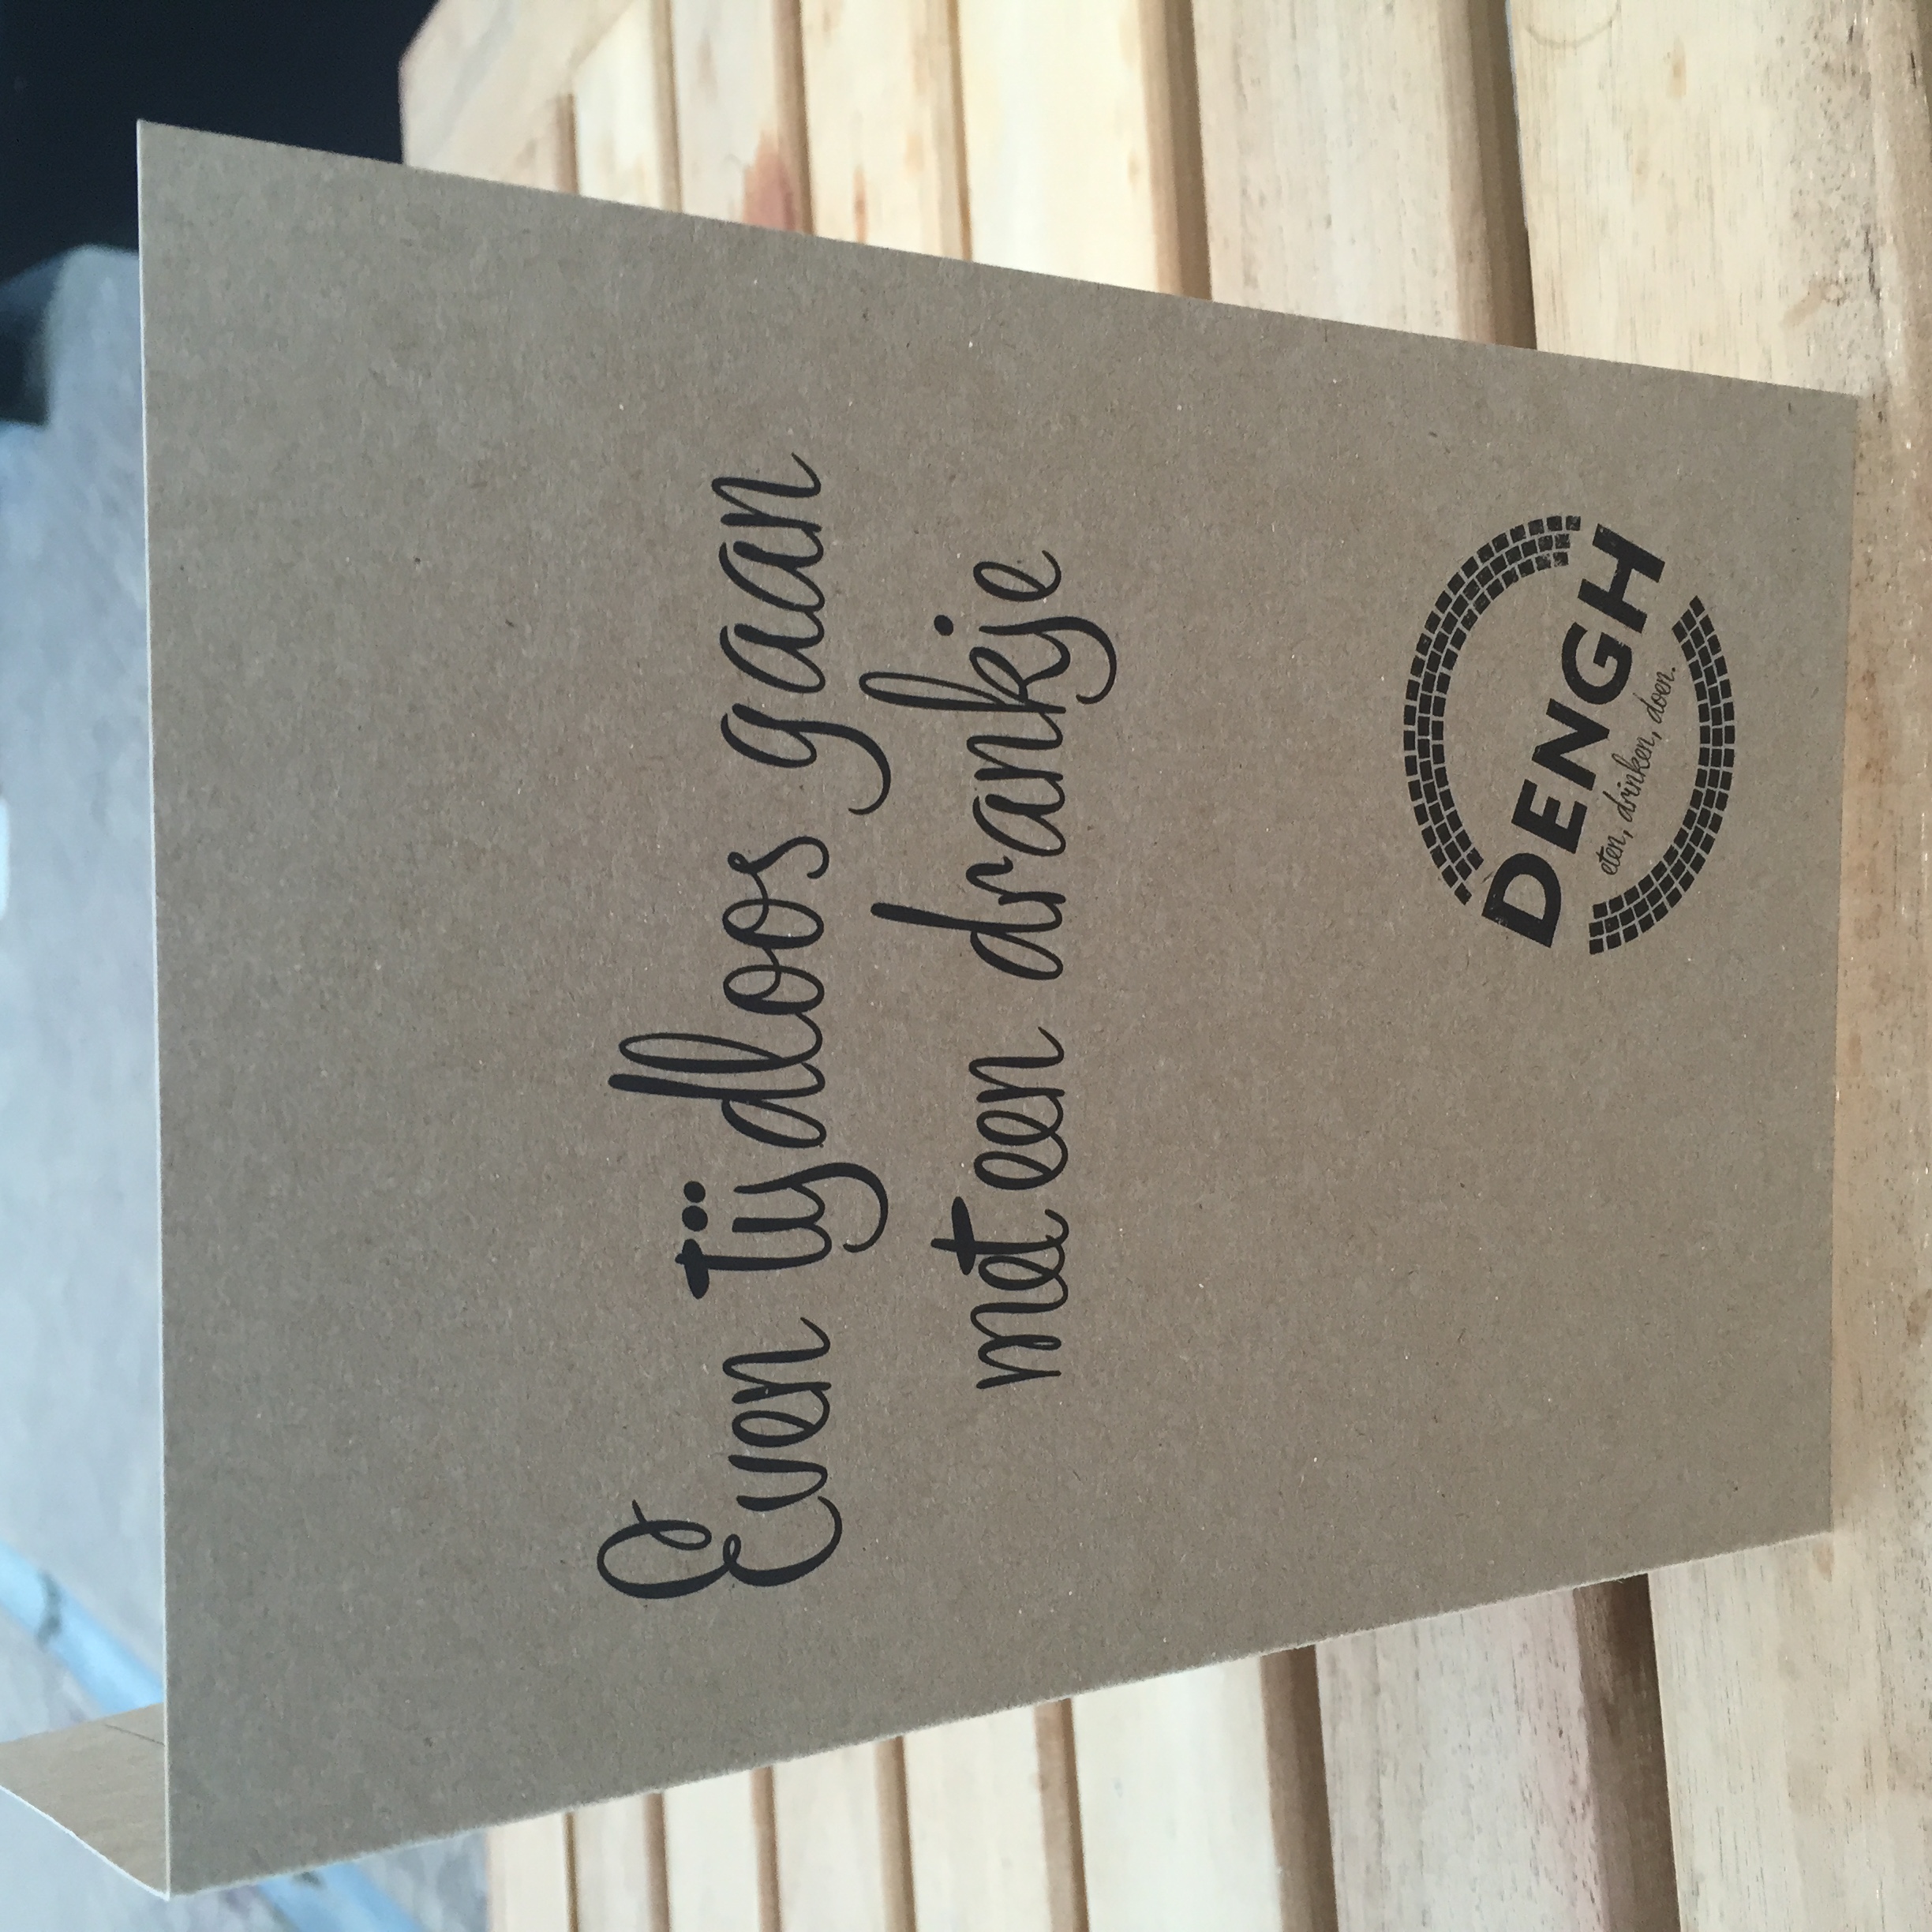 Even tijdloos gaan
met een drankje
DENGH
eten, drinken, doen.